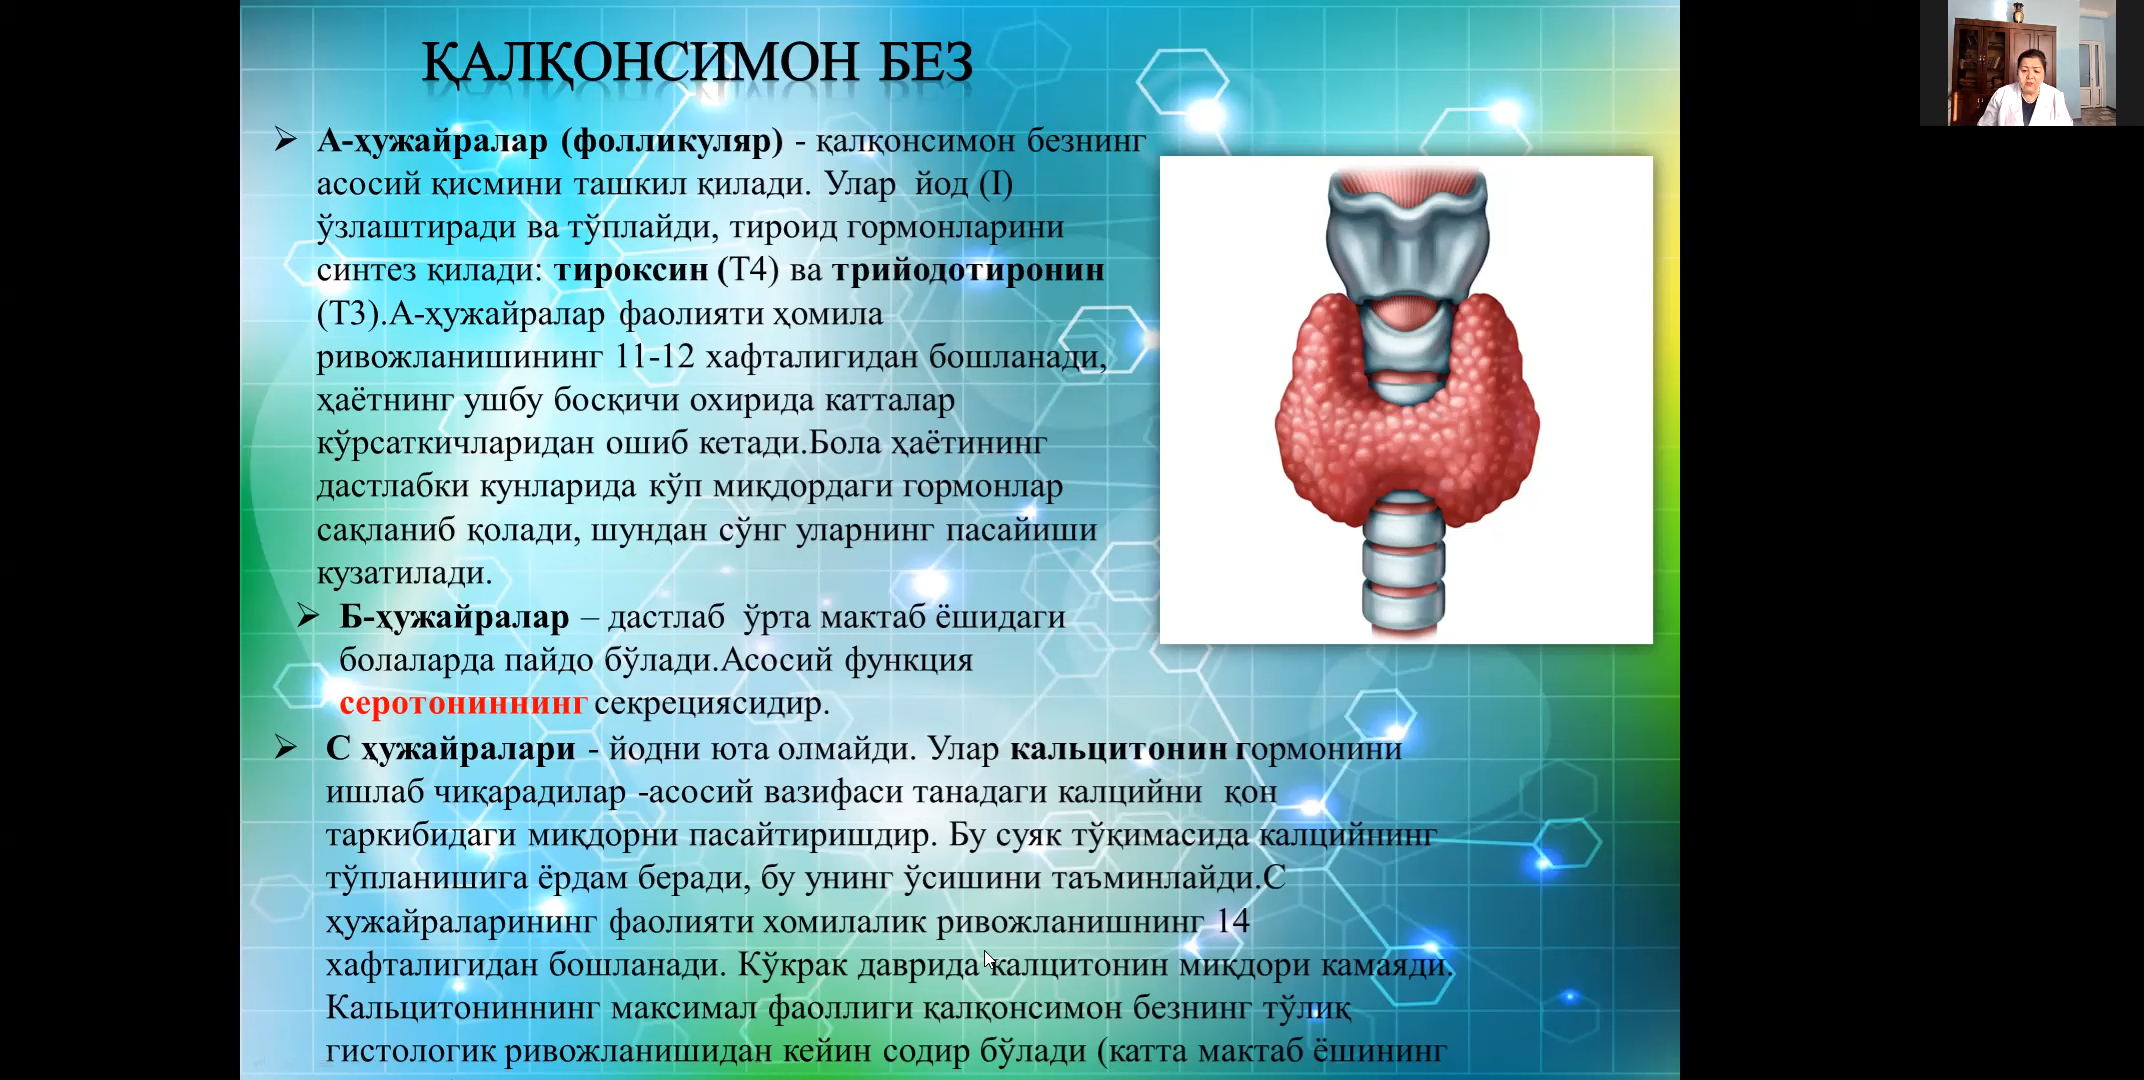 ҚАЛҚОНСИМОН БЕЗ
А-ҳужайралар (фолликуляр) - қалқонсимон безнинг
асосий қисмини ташкил қилади. Улар йод (I)
ўзлаштиради ва тўплайди, тироид гормонларини
синтез қилади: тироксин (Т4) ва трийодотиронин
(Т3).А-ҳужайралар фаолияти ҳомила
ривожланишининг 11-12 хафталигидан бошланади,
ҳаётнинг ушбу босқичи охирида катталар
кўрсаткичларидан ошиб кетади.Бола ҳаётининг
дастлабки кунларида кўп миқдордаги гормонлар
сақланиб қолади, шундан сўнг уларнинг пасайиши
кузатилади.
Б-ҳужайралар – дастлаб ўрта мактаб ёшидаги
болаларда пайдо бўлади.Асосий функция
серотониннинг секрециясидир.
С ҳужайралари - йодни юта олмайди. Улар кальцитонин гормонини
ишлаб чиқарадилар -асосий вазифаси танадаги калцийни қон
таркибидаги миқдорни пасайтиришдир. Бу суяк тўқимасида калцийнинг
тўпланишига ёрдам беради, бу унинг ўсишини таъминлайди.С
ҳужайраларининг фаолияти хомилалик ривожланишнинг 14
хафталигидан бошланади. Кўкрак даврида калцитонин миқдори камаяди.
Кальцитониннинг максимал фаоллиги қалқонсимон безнинг тўлиқ
гистологик ривожланишидан кейин содир бўлади (катта мактаб ёшининг